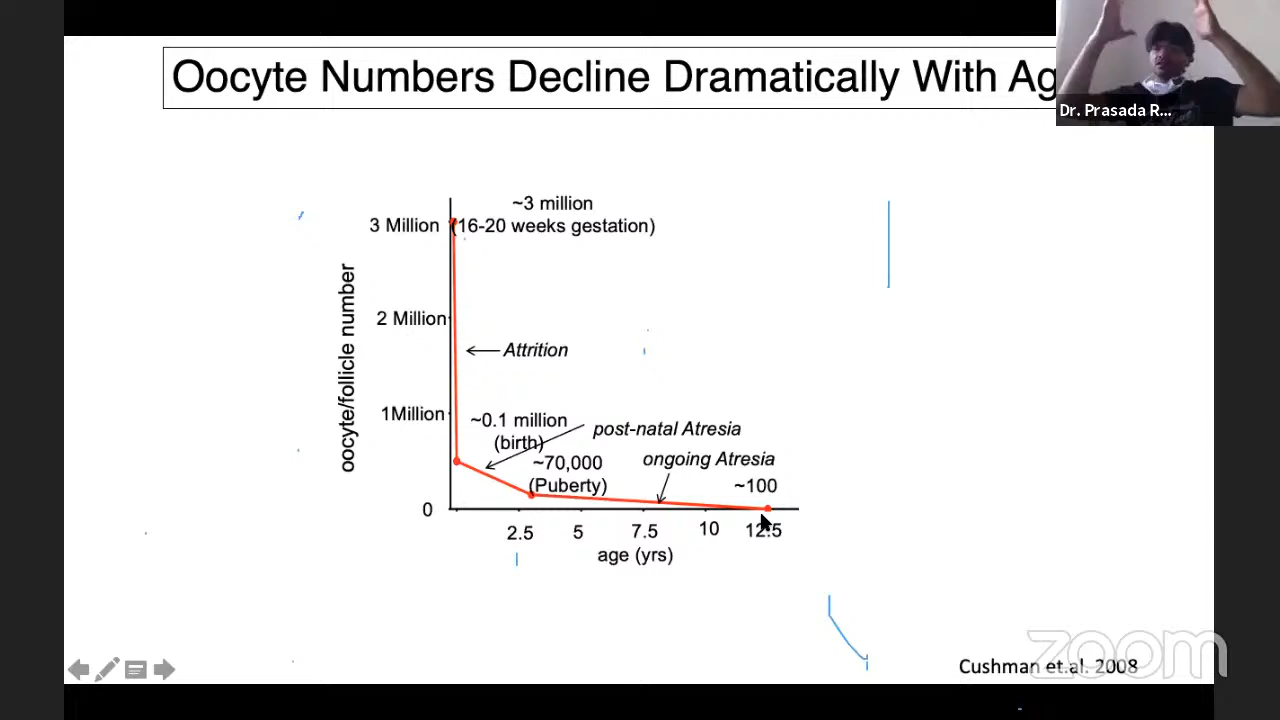 Oocyte Numbers Decline Dramatically With Ag
Dr. Prasada R...
~3 million
3 Million
(16-20 weeks gestation)
oocyte/follicle number
2 Million
Attrition
1Million
~0.1 million
(birth)
post-natal Atresia
~70,000
(Puberty)
ongoing Atresia
~100
0
2.5
5
7.5
10
12.5
age (yrs)
Cushman et.al. 2008
zoom